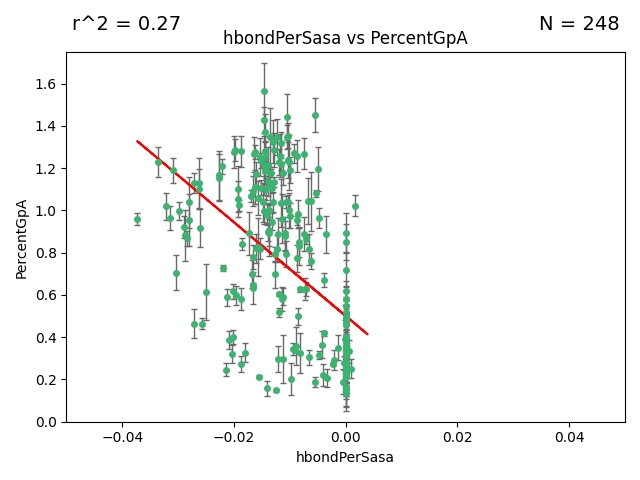 r^2 = 0.27
N = 248
hbondPerSasa vs PercentGpA
PercentGpA
1.6
1.4
1.2
1.0
0.8
0.6
0.4
0.2
0.0
−0.04
−0.02
0.00
0.02
0.04
hbondPerSasa